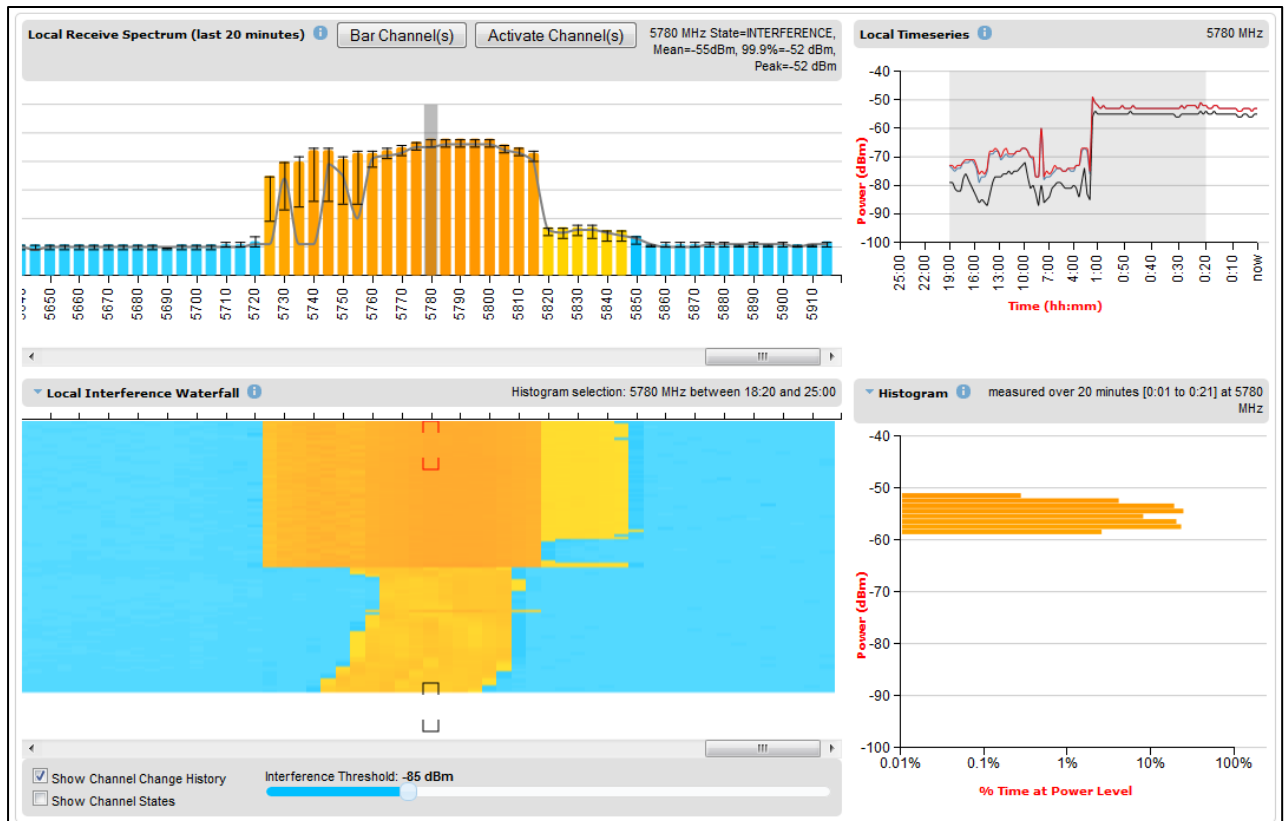 Local Receive Spectrum (last 20 minutes)
Bar Channel(s)
Activate Channel(s)
5780 MHz State=INTERFERENCE,
Mean=-55dBm, 99.9%=-52 dBm,
Peak=-52 dBm
5650
5660
5670
5680
5690
5700
5710
5720
5730
5740
5750
5760
5770
5780
5790
5800
5810
5820
5830
5840
5850
5860
5870
5880
5890
5900
5910
Local Timeseries
5780 MHz
-40
-50
-60
-70
-80
-90
-100
Power (dBm)
25:00
22:00
19:00
16:00
13:00
10:00
7:00
4:00
1:00
0:50
0:40
0:30
0:20
0:10
now
Time (hh:mm)
Local Interference Waterfall
Histogram selection: 5780 MHz between 18:20 and 25:00
Show Channel Change History
Show Channel States
Interference Threshold: -85 dBm
Histogram
measured over 20 minutes [0:01 to 0:21] at 5780
MHz
-40
-50
-60
-70
-80
-90
-100
Power (dBm)
0.01%
0.1%
1%
10%
100%
% Time at Power Level